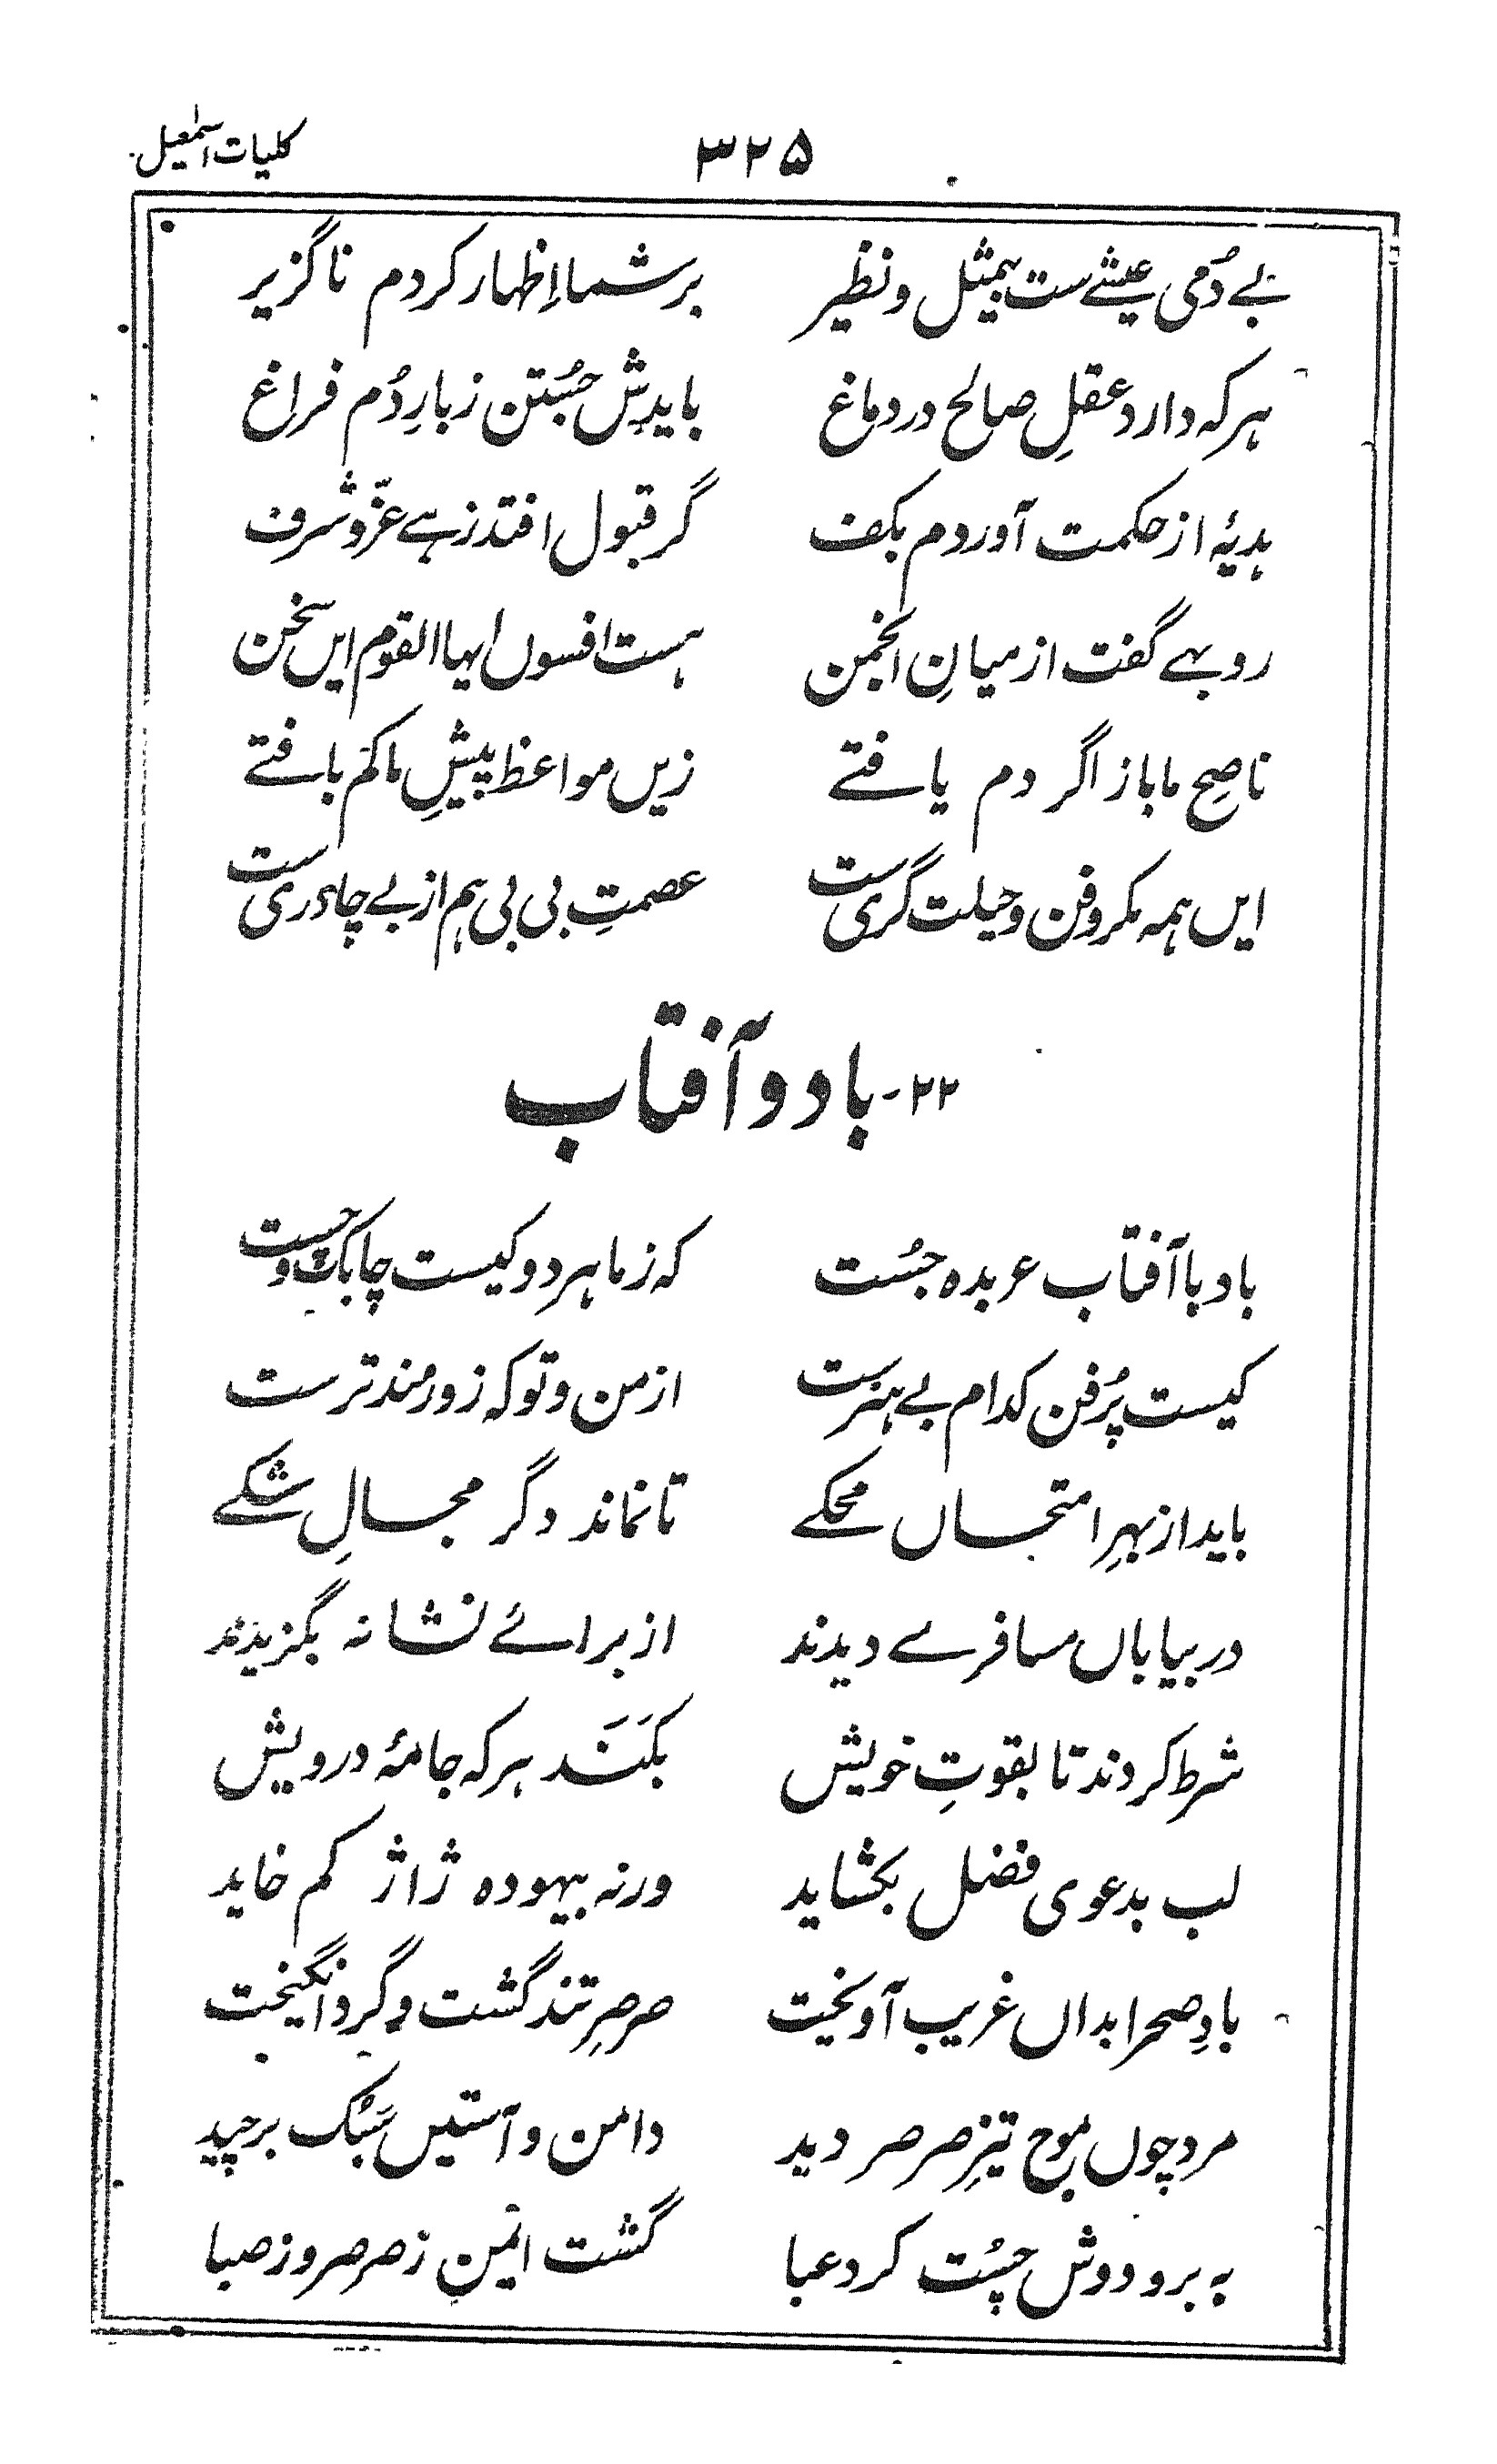 ۳۲۵ کلیات اسمٰعیل
بے دُمی عیشے ست بیمثل و نظیر بر شما اِظہار کردم ناگزیر
ہر کہ دارد عقلِ صالح در دماغ بایدش جُستن ز بارِ دُم فراغ
ہدیۂ از حکمت آوردم بکف گر قبول افتد زہے عزّ و شرف
روبہے گفت از میانِ انجمن ہست افسوں ایہا القوم ایں سخن
ناصحِ ما باز اگر دم یافتے زیں مواعظ پیشِ ما کم بافتے
ایں ہمہ مکر و فن و حیلت گری ست عصمتِ بی بی ہم از بے چادری ست
۲۲۔ باد و آفتاب
باد با آفتاب عربدہ جُست کہ ز ما ہر دو کیست چابک و چست
کیست پُر فن کدام بے ہنر ست از من و تو کہ زورمند تر ست
باید از بہرِ امتحاں محکے تا نماند دگر مجالِ شکے
در بیاباں مسافرے دیدند از برائے نشانہ بگزیدند
شرط کردند تا بقوتِ خویش بکَنَد ہر کہ جامۂ درویش
لب بدعوی فضل بکشاید ورنہ بیہودہ ژاژ کم خاید
بادِ صحرا بداں غریب آویخت صرصرِ تند گشت و گرد انگیخت
مرد چوں موج تیزِ صرصر دید دامن و آستیں سَبُک برچید
بہ بر و دوش چُست کرد عبا گشت ایمن ز صرصر و ز صبا